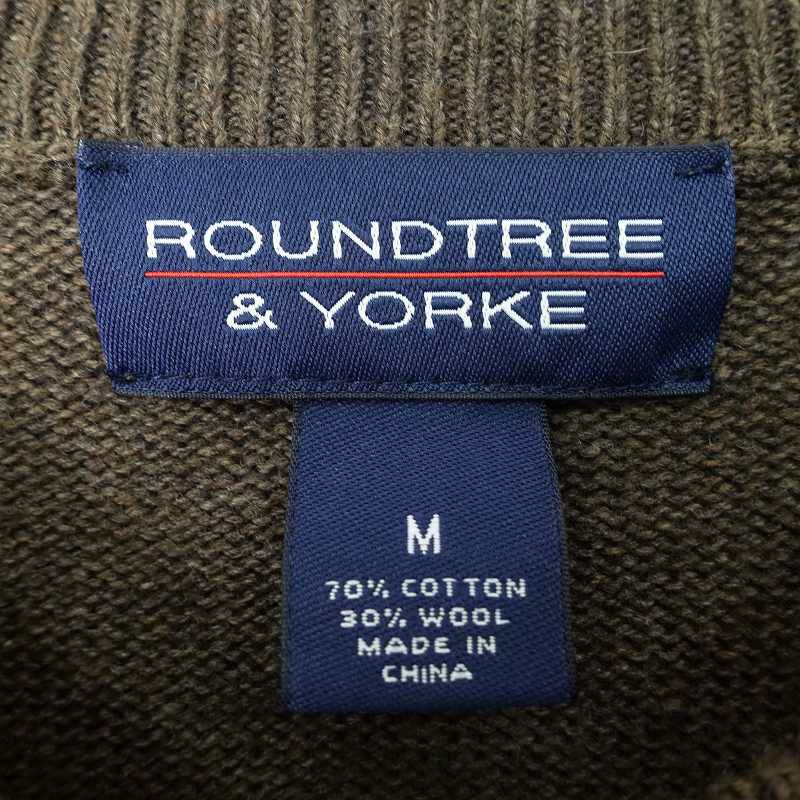 ROUNDTREE
& YORKE
M
70% COTTON
30% WOOL
MADE IN
CHINA